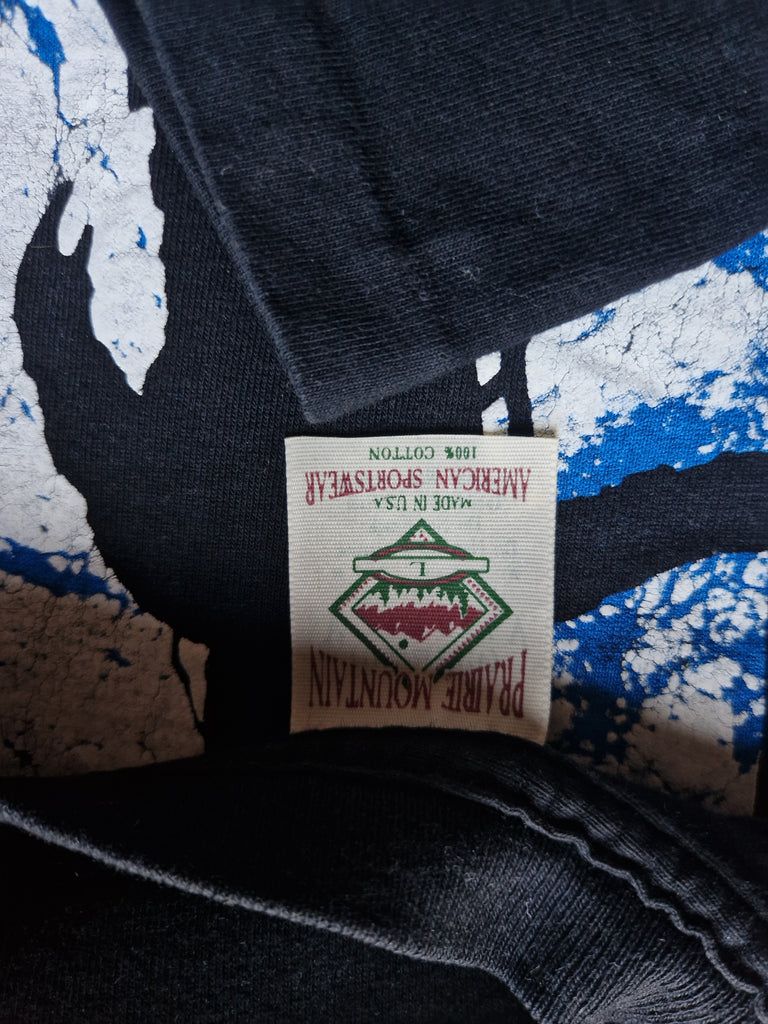 PRAIRIE MOUNTAIN
L
MADE IN U.S.A
AMERICAN SPORTSWEAR
100% COTTON